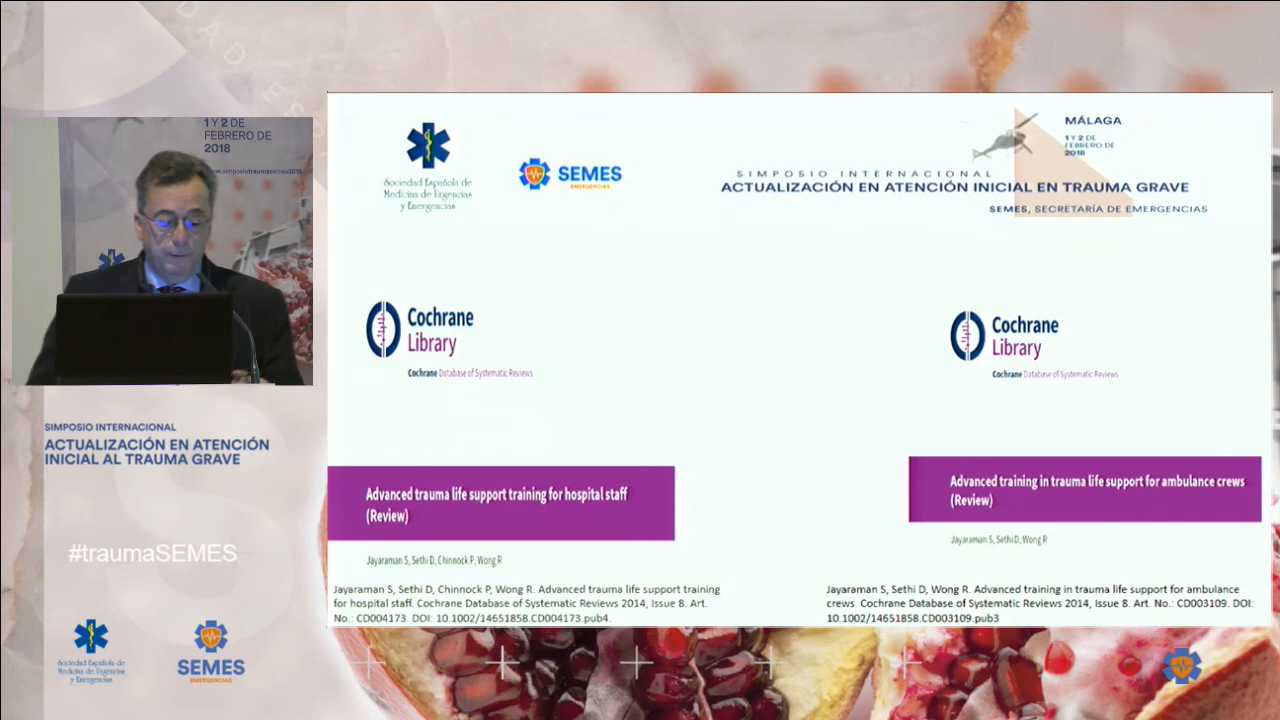 1 Y 2 DE
FEBRERO DE
2018
www.simposiotraumasemes2018.com
SIMPOSIO INTERNACIONAL
ACTUALIZACIÓN EN ATENCIÓN
INICIAL AL TRAUMA GRAVE
#traumaSEMES
Sociedad Española de
Medicina de Urgencias
y Emergencias
SEMES
EMERGENCIAS
Sociedad Española de
Medicina de Urgencias
y Emergencias
SEMES
EMERGENCIAS
MÁLAGA
1 Y 2 DE
FEBRERO DE
2018
SIMPOSIO INTERNACIONAL
ACTUALIZACIÓN EN ATENCIÓN INICIAL EN TRAUMA GRAVE
SEMES, SECRETARÍA DE EMERGENCIAS
Cochrane
Library
Cochrane Database of Systematic Reviews
Advanced trauma life support training for hospital staff
(Review)
Jayaraman S, Sethi D, Chinnock P, Wong R
Jayaraman S, Sethi D, Chinnock P, Wong R. Advanced trauma life support training
for hospital staff. Cochrane Database of Systematic Reviews 2014, Issue 8. Art.
No.: CD004173. DOI: 10.1002/14651858.CD004173.pub4.
Cochrane
Library
Cochrane Database of Systematic Reviews
Advanced training in trauma life support for ambulance crews
(Review)
Jayaraman S, Sethi D, Wong R
Jayaraman S, Sethi D, Wong R. Advanced training in trauma life support for ambulance
crews. Cochrane Database of Systematic Reviews 2014, Issue 8. Art. No.: CD003109. DOI:
10.1002/14651858.CD003109.pub3